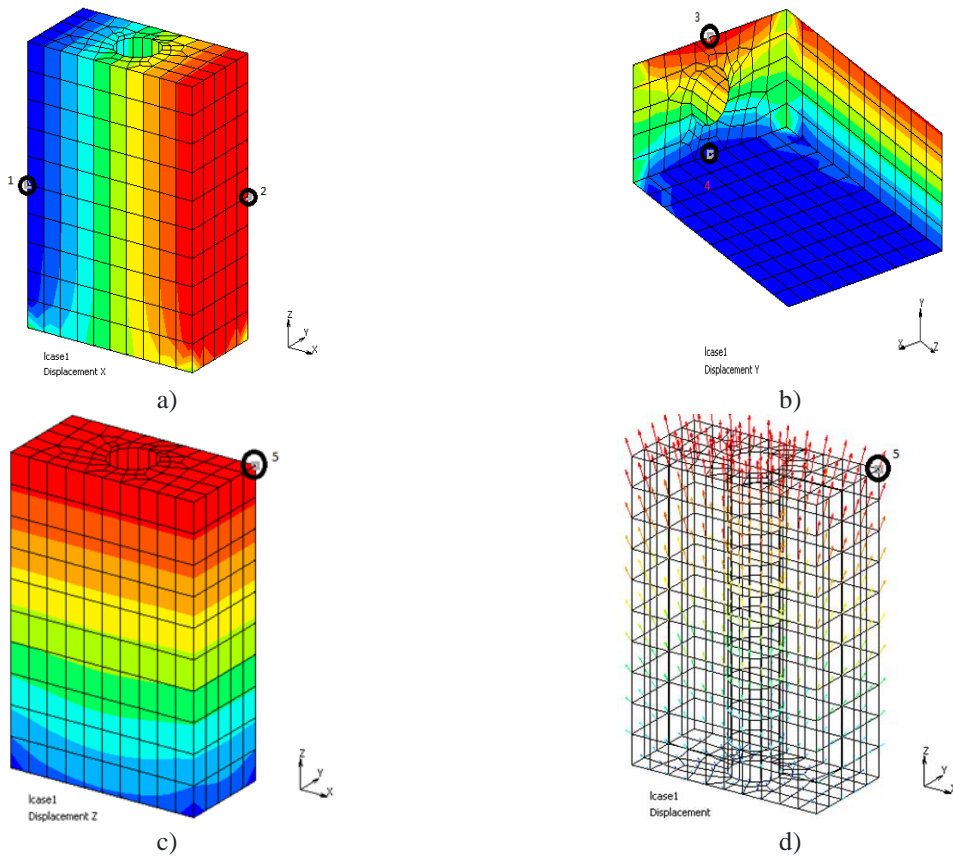 1
2
Z
Y
X
lcase1
Displacement X
a)
3
4
Y
X
Z
lcase1
Displacement Y
b)
5
Z
Y
X
lcase1
Displacement Z
c)
5
Z
Y
X
lcase1
Displacement
d)